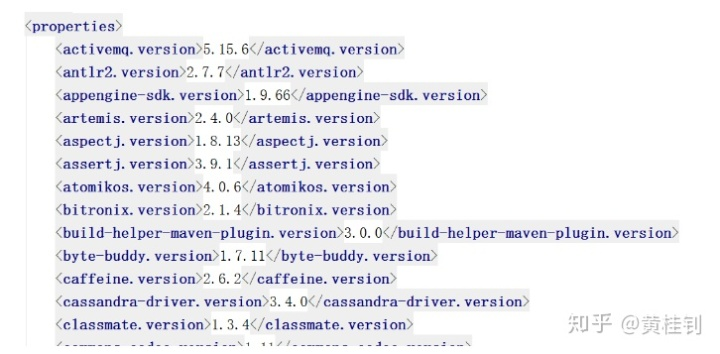 <properties>
<activemq.version>5.15.6</activemq.version>
<antlr2.version>2.7.7</antlr2.version>
<appengine-sdk.version>1.9.66</appengine-sdk.version>
<artemis.version>2.4.0</artemis.version>
<aspectj.version>1.8.13</aspectj.version>
<assertj.version>3.9.1</assertj.version>
<atomikos.version>4.0.6</atomikos.version>
<bitronix.version>2.1.4</bitronix.version>
<build-helper-maven-plugin.version>3.0.0</build-helper-maven-plugin.version>
<byte-buddy.version>1.7.11</byte-buddy.version>
<caffeine.version>2.6.2</caffeine.version>
<cassandra-driver.version>3.4.0</cassandra-driver.version>
<classmate.version>1.3.4</classmate.version>
知乎 @黄桂钊